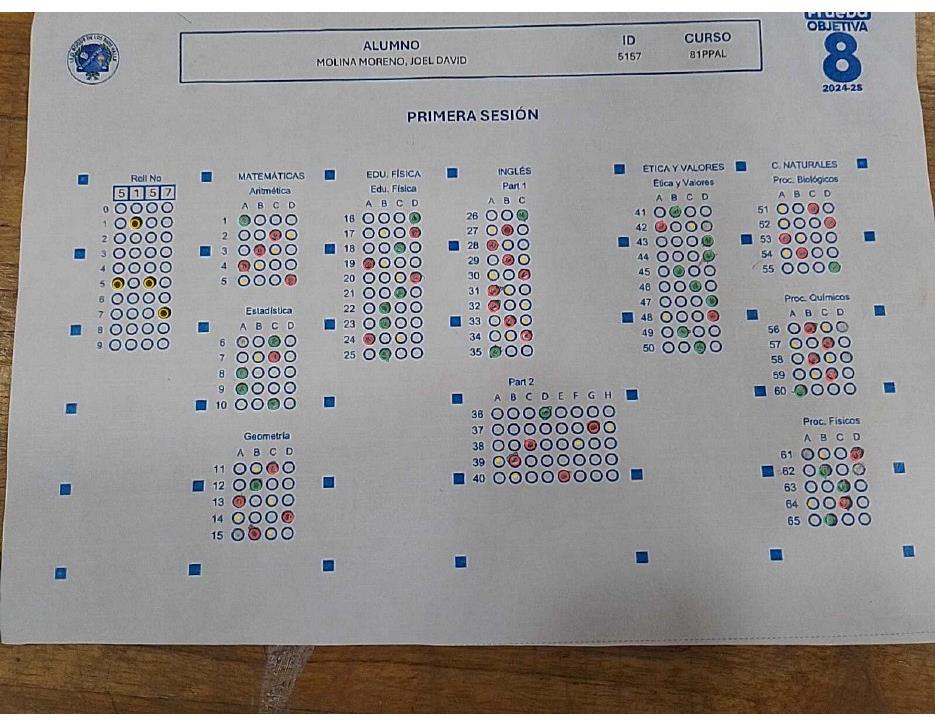 Prueba
OBJETIVA
8
2024-25
ALUMNO
MOLINA MORENO, JOEL DAVID
ID
5157
CURSO
81PPAL
PRIMERA SESIÓN
Roll No
5 1 5 7
0
1
2
3
4
5
6
7
8
9
MATEMÁTICAS
Aritmética
A B C D
1
2
3
4
5
Estadística
A B C D
6
7
8
9
10
Geometría
A B C D
11
12
13
14
15
EDU. FÍSICA
Edu. Física
A B C D
16
17
18
19
20
21
22
23
24
25
INGLÉS
Part 1
A B C
26
27
28
29
30
31
32
33
34
35
Part 2
A B C D E F G H
36
37
38
39
40
ÉTICA Y VALORES
Ética y Valores
A B C D
41
42
43
44
45
46
47
48
49
50
C. NATURALES
Proc. Biológicos
A B C D
51
52
53
54
55
Proc. Químicos
A B C D
56
57
58
59
60
Proc. Físicos
A B C D
61
62
63
64
65